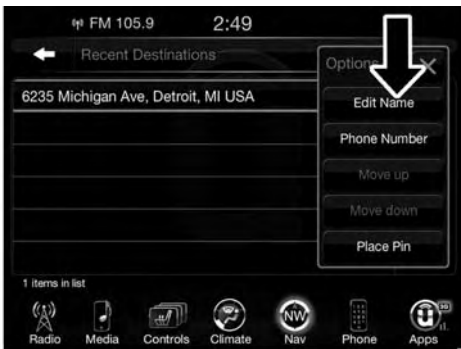 FM 105.9 2:49
Recent Destinations
Options
6235 Michigan Ave, Detroit, MI USA
Edit Name
Phone Number
Move up
Move down
Place Pin
1 items in list
NW
3G
Radio Media Controls Climate Nav Phone Apps